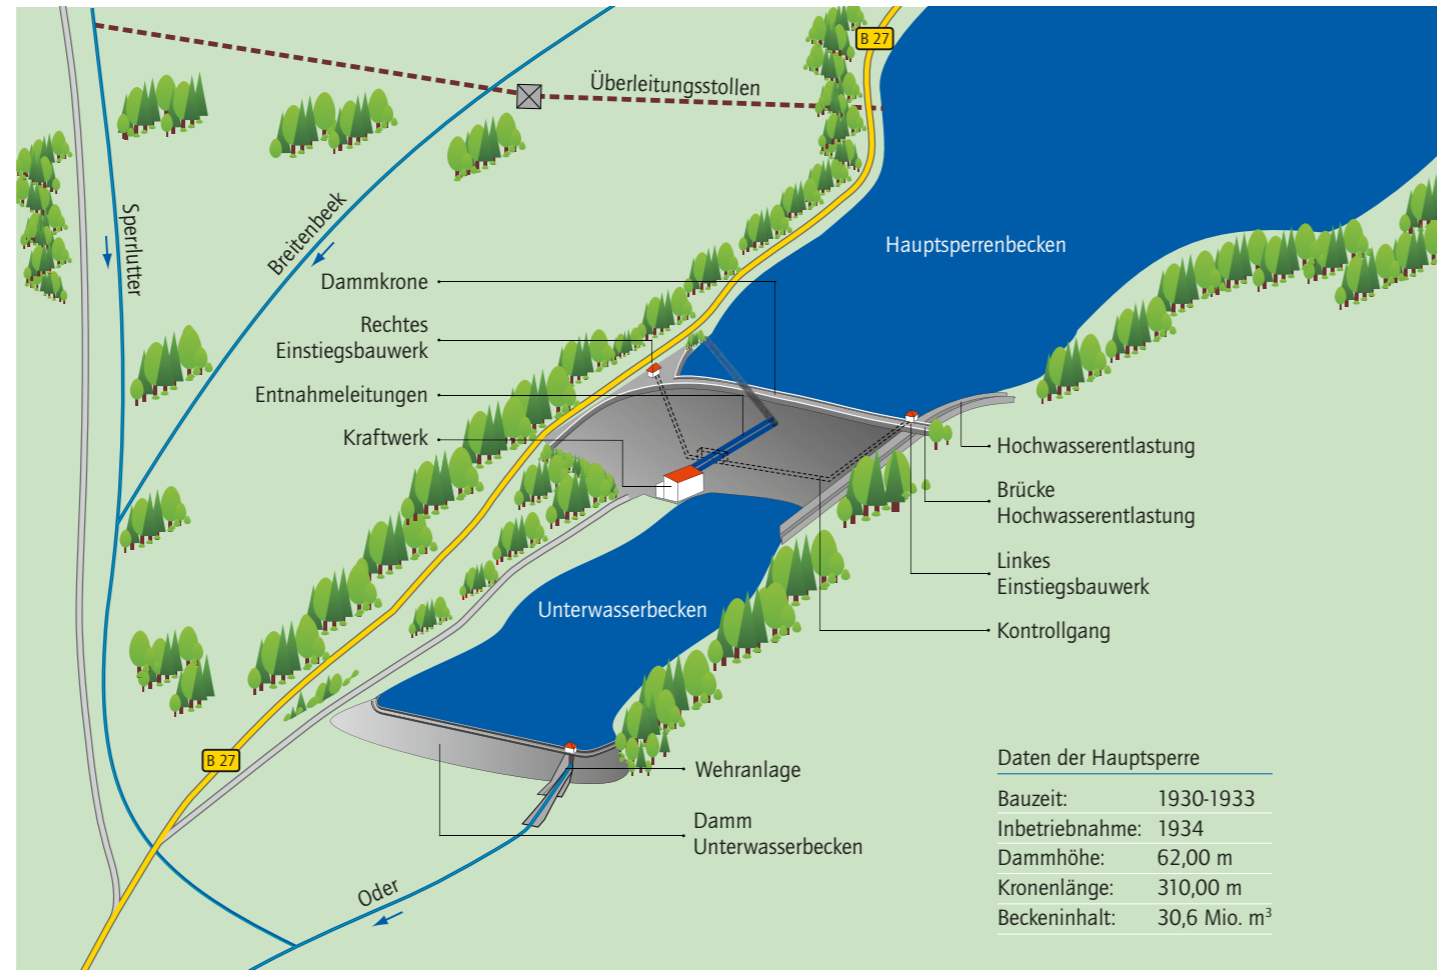 B 27
Überleitungsstollen
Sperrlutter
Breitenbeek
Hauptsperrenbecken
Dammkrone
Rechtes
Einstiegsbauwerk
Entnahmeleitungen
Kraftwerk
Hochwasserentlastung
Brücke
Hochwasserentlastung
Linkes
Einstiegsbauwerk
Kontrollgang
Unterwasserbecken
B 27
Wehranlage
Damm
Unterwasserbecken
Oder
Daten der Hauptsperre
Bauzeit: 1930-1933
Inbetriebnahme: 1934
Dammhöhe: 62,00 m
Kronenlänge: 310,00 m
Beckeninhalt: 30,6 Mio. m³